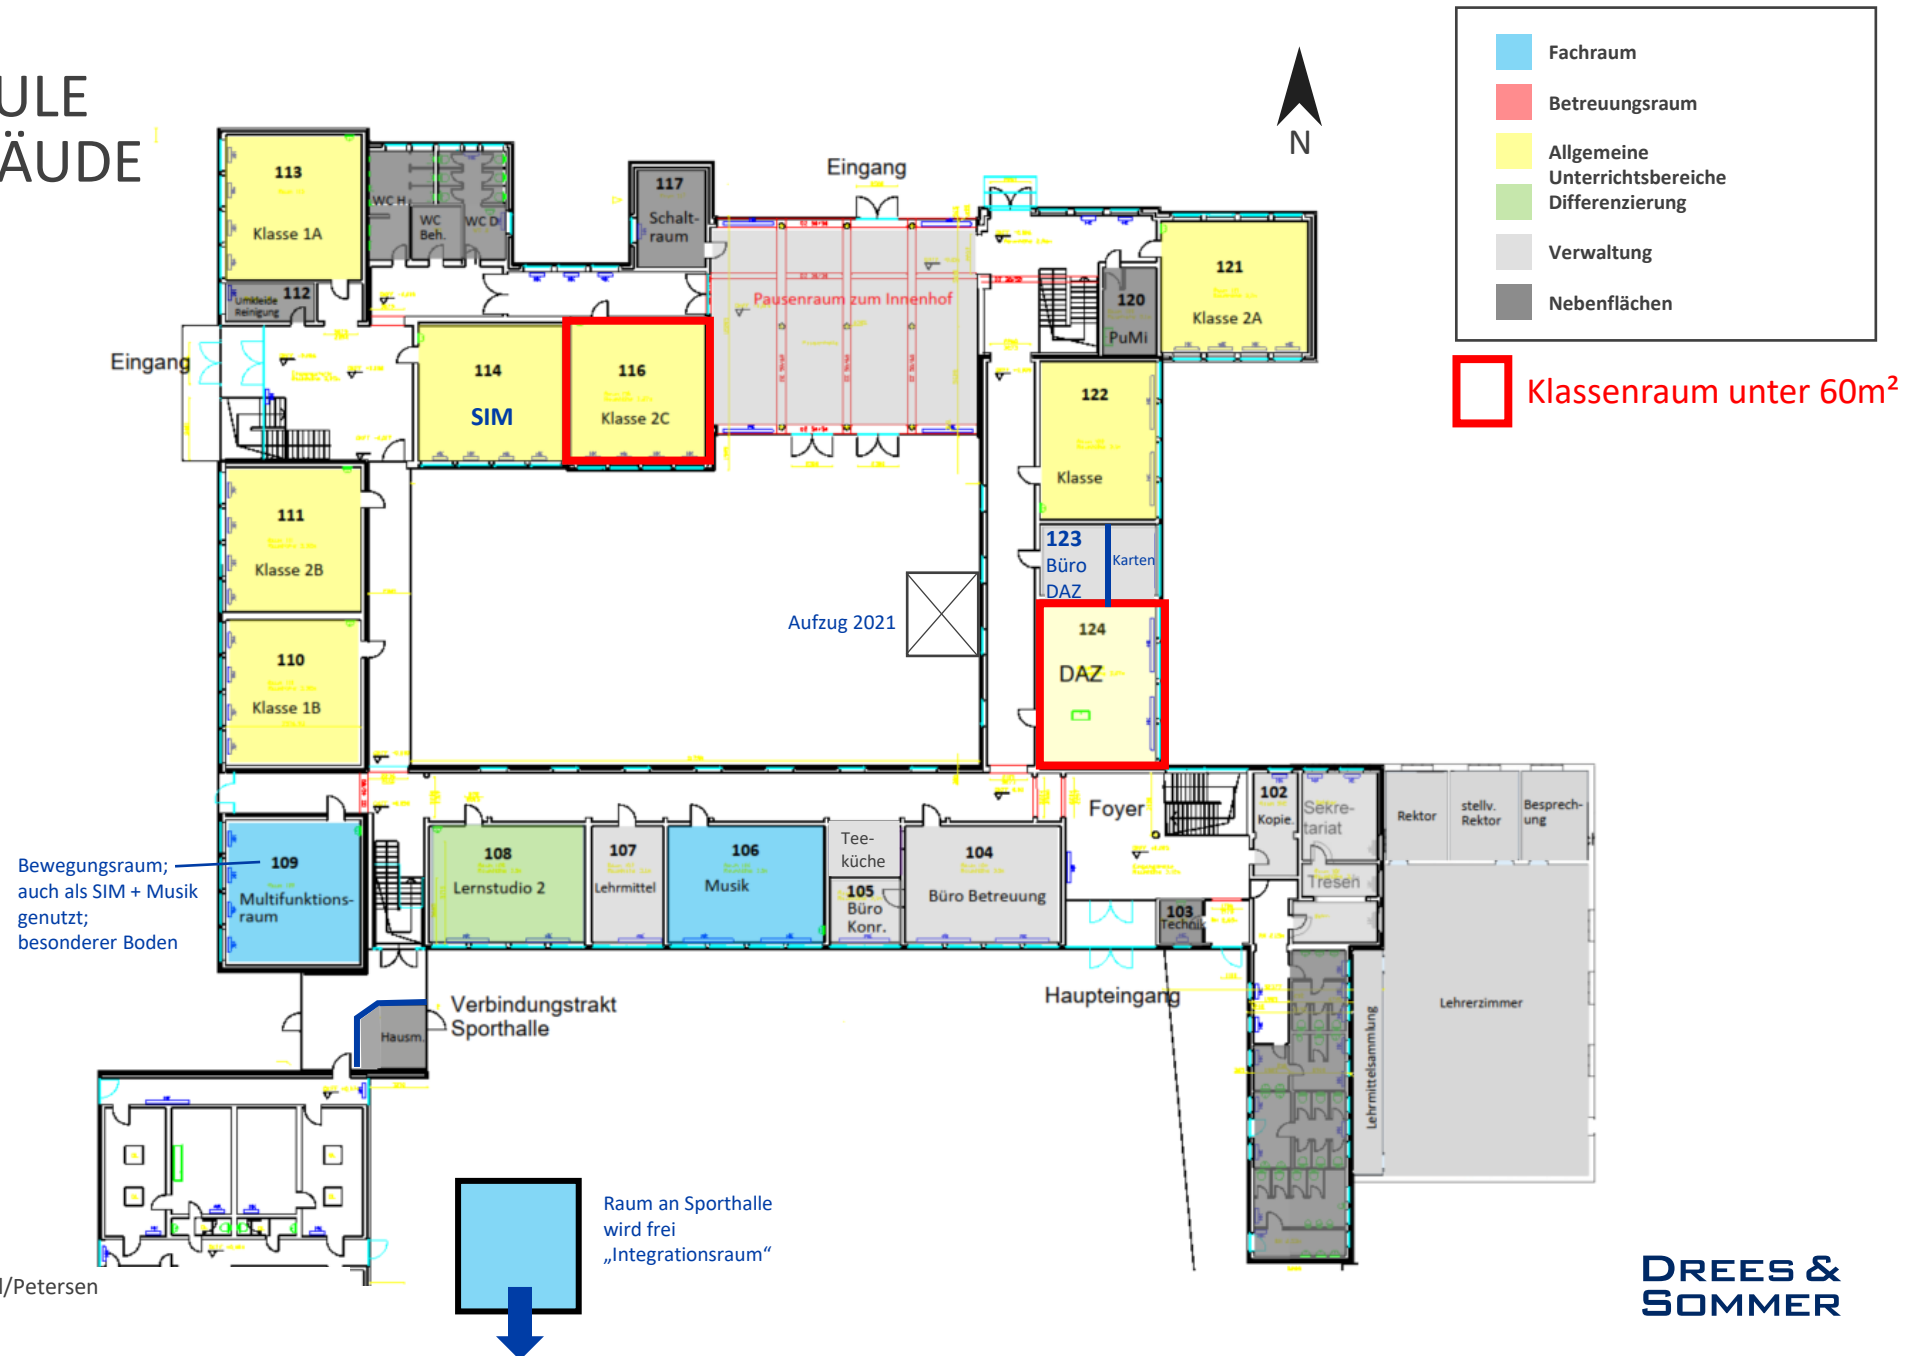 ULE
ÄUDE
Fachraum
Betreuungsraum
Allgemeine
Unterrichtsbereiche
Differenzierung
Verwaltung
Nebenflächen
Klassenraum unter 60m²
N
Eingang
113
Klasse 1A
WC H.
WC
Beh.
WC D
117
Schalt-
raum
112
Umkleide
Reinigung
Eingang
114
SIM
116
Klasse 2C
Pausenraum zum Innenhof
120
PuMi
121
Klasse 2A
122
Klasse
111
Klasse 2B
123
Büro
DAZ
Karten
Aufzug 2021
124
DAZ
110
Klasse 1B
Foyer
102
Kopie.
Sekre-
tariat
Tresen
Rektor
stellv.
Rektor
Besprech-
ung
Bewegungsraum;
auch als SIM + Musik
genutzt;
besonderer Boden
109
Multifunktions-
raum
108
Lernstudio 2
107
Lehrmittel
106
Musik
Tee-
küche
105
Büro
Konr.
104
Büro Betreuung
103
Technik
Haupteingang
Verbindungstrakt
Sporthalle
Hausm.
Lehrmittelsammlung
Lehrerzimmer
Raum an Sporthalle
wird frei
„Integrationsraum“
l/Petersen
DREES &
SOMMER